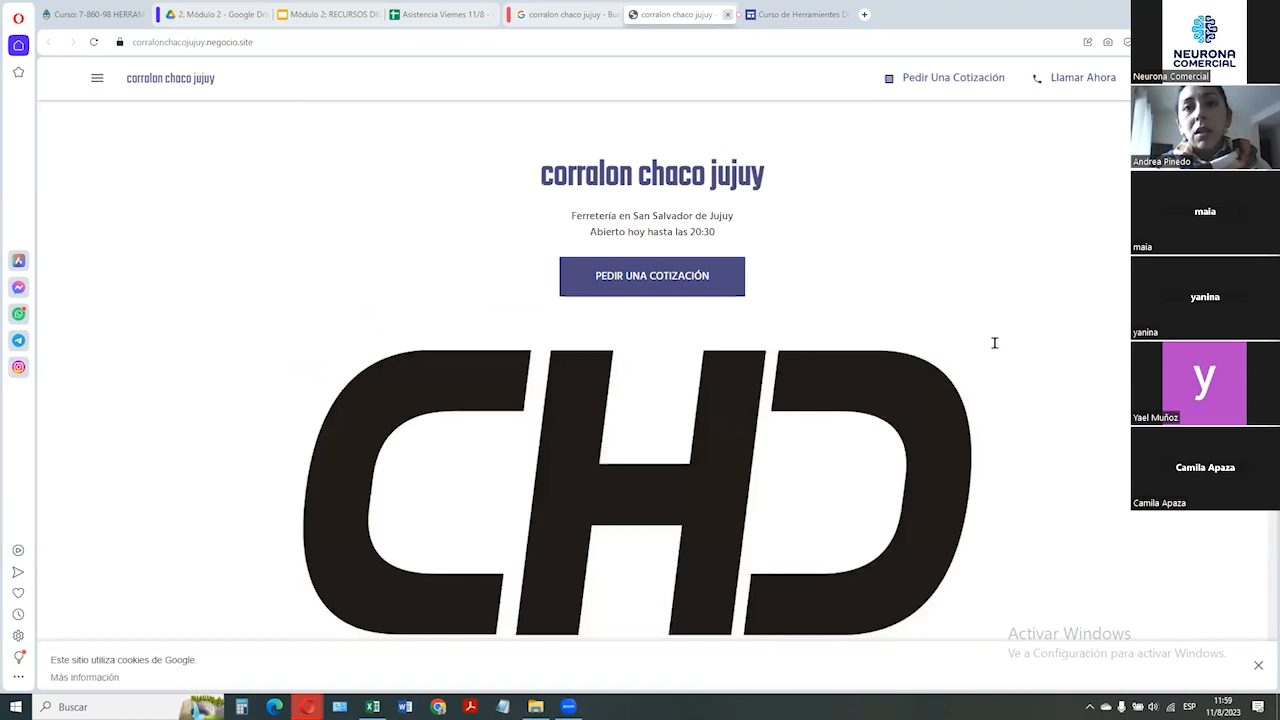 Curso: 7-860-98 HERRAM
2. Módulo 2 - Google Dri
Módulo 2: RECURSOS DIG
Asistencia Viernes 11/8 -
corralon chaco jujuy - Bus
corralon chaco jujuy -
Curso de Herramientas D
corralonchacojujuy.negocio.site
corralon chaco jujuy
Pedir Una Cotización
Llamar Ahora
corralon chaco jujuy
Ferretería en San Salvador de Jujuy
Abierto hoy hasta las 20:30
PEDIR UNA COTIZACIÓN
CHC
Este sitio utiliza cookies de Google.
Más información
Activar Windows
Ve a Configuración para activar Windows.
NEURONA
COMERCIAL
Neurona Comercial
Andrea Pinedo
maia
maia
yanina
yanina
y
Yael Muñoz
Camila Apaza
Camila Apaza
Buscar
ESP
11:59
11/8/2023